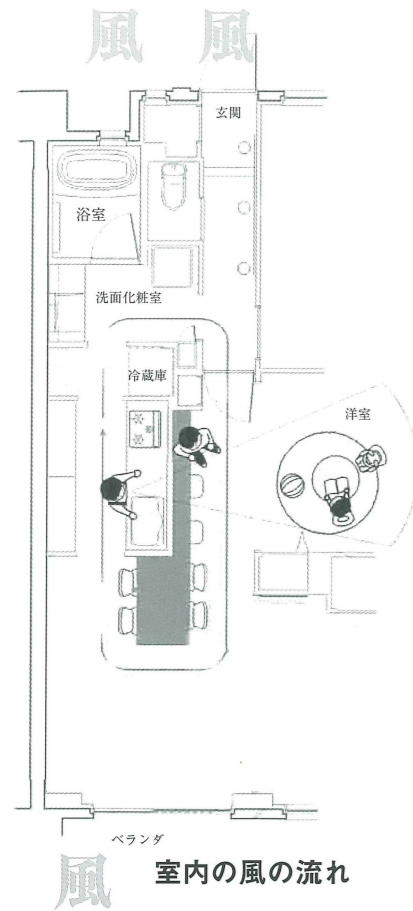 風 風
玄関
浴室
洗面化粧室
冷蔵庫
洋室
ベランダ
風
室内の風の流れ